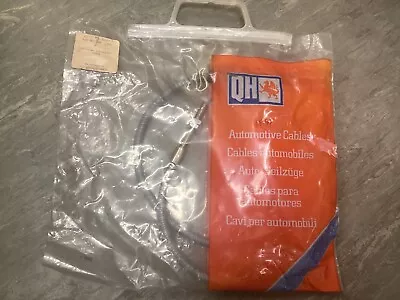 QH
Automotive Cables
Cables automobiles
Auto-Seilzüge
Cables para
automotores
Cavi per automobili